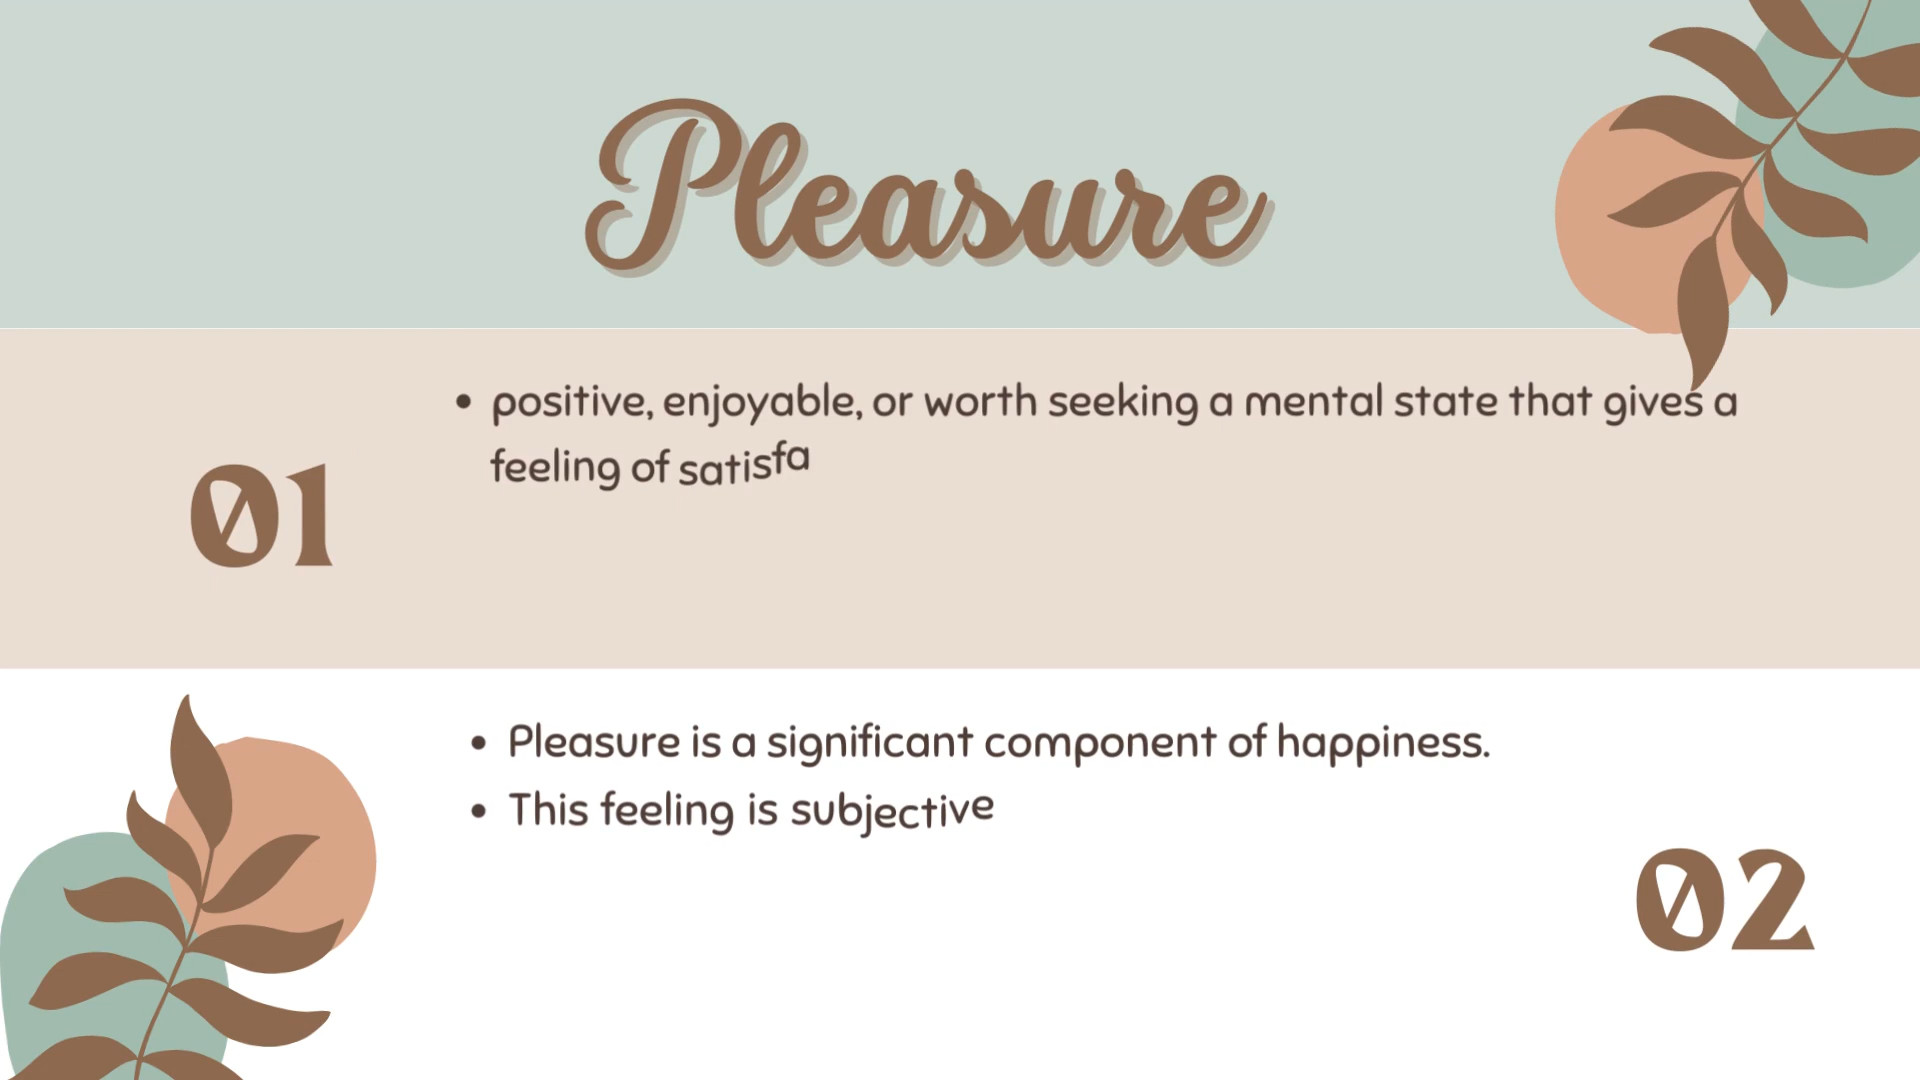 Pleasure
01
• positive, enjoyable, or worth seeking a mental state that gives a
feeling of satisfa
• Pleasure is a significant component of happiness.
• This feeling is subjective
02